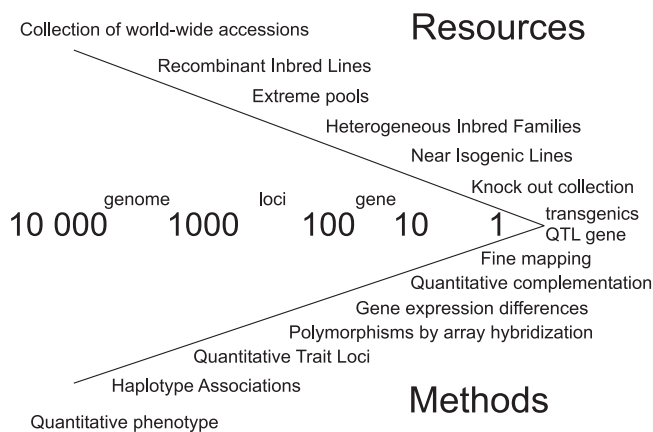 Collection of world-wide accessions
Resources
Recombinant Inbred Lines
Extreme pools
Heterogeneous Inbred Families
Near Isogenic Lines
Knock out collection
genome loci gene
10 000 1000 100 10 1
transgenics
QTL gene
Fine mapping
Quantitative complementation
Gene expression differences
Polymorphisms by array hybridization
Quantitative Trait Loci
Haplotype Associations
Methods
Quantitative phenotype